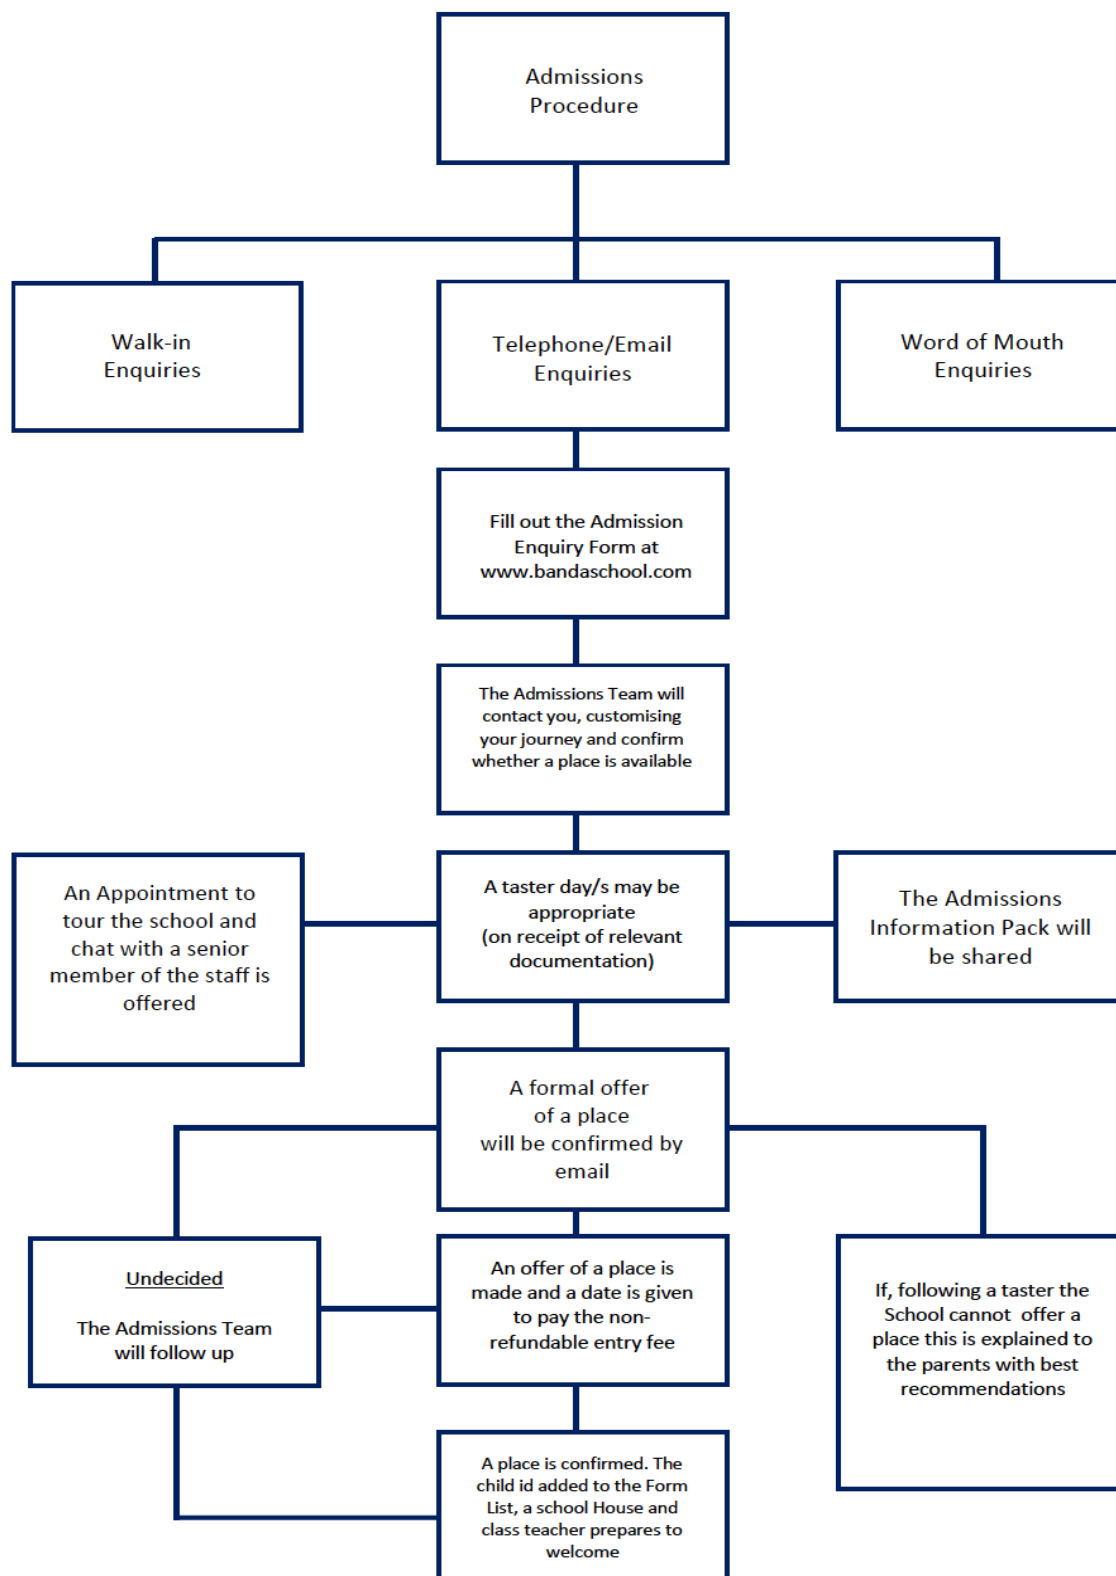 Admissions
Procedure
Walk-in
Enquiries
Telephone/Email
Enquiries
Word of Mouth
Enquiries
Fill out the Admission
Enquiry Form at
www.bandaschool.com
The Admissions Team will
contact you, customising
your journey and confirm
whether a place is available
An Appointment to
tour the school and
chat with a senior
member of the staff is
offered
A taster day/s may be
appropriate
(on receipt of relevant
documentation)
The Admissions
Information Pack will
be shared
A formal offer
of a place
will be confirmed by
email
Undecided
The Admissions Team
will follow up
An offer of a place is
made and a date is given
to pay the non-
refundable entry fee
If, following a taster the
School cannot offer a
place this is explained to
the parents with best
recommendations
A place is confirmed. The
child id added to the Form
List, a school House and
class teacher prepares to
welcome